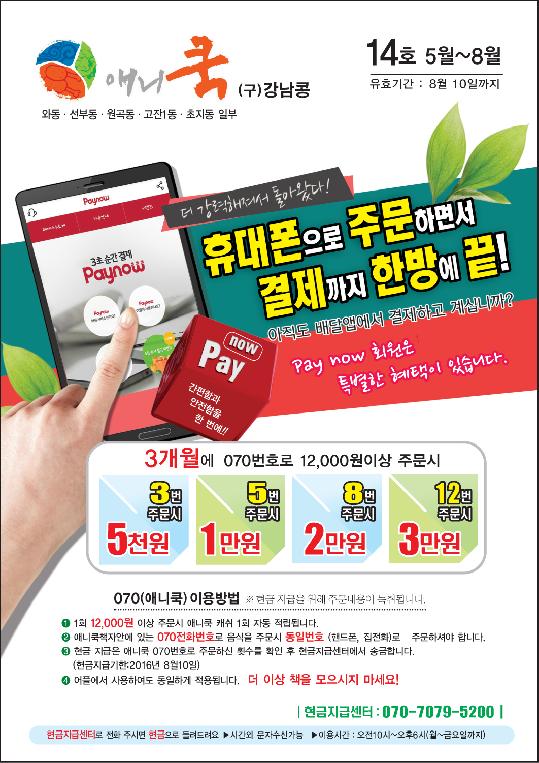 애니쿡 (구)강남콩
14호 5월~8월
유효기간 : 8월 10일까지
와동 · 선부동 · 원곡동 · 고잔1동 · 초지동 일부
더 강력해져서 돌아왔다!
휴대폰으로 주문하면서
결제까지 한방에 끝!
아직도 배달앱에서 결제하고 계십니까?
Pay now 회원은
특별한 혜택이 있습니다.
Paynow
3초 순간 결제
Paynow
now
Pay
간편함과
안전함을
한 번에!!
3개월에 070번호로 12,000원이상 주문시
3번 주문시 5천원
5번 주문시 1만원
8번 주문시 2만원
12번 주문시 3만원
070(애니쿡) 이용방법 ※ 현금 지급을 위해 주문내용이 녹취됩니다.
❶ 1회 12,000원 이상 주문시 애니쿡 캐쉬 1회 자동 적립됩니다.
❷ 애니쿡책자안에 있는 070전화번호로 음식을 주문시 동일번호 (핸드폰, 집전화)로 주문하셔야 합니다.
❸ 현금 지급은 애니쿡 070번호로 주문하신 횟수를 확인 후 현금지급센터에서 송금합니다.
(현금지급기한:2016년 8월10일)
❹ 어플에서 사용하여도 동일하게 적용됩니다. 더 이상 책을 모으시지 마세요!
| 현금지급센터 : 070-7079-5200 |
현금지급센터로 전화 주시면 현금으로 돌려드려요 ▶시간외 문자수신가능 ▶이용시간 : 오전10시~오후6시(월~금요일까지)